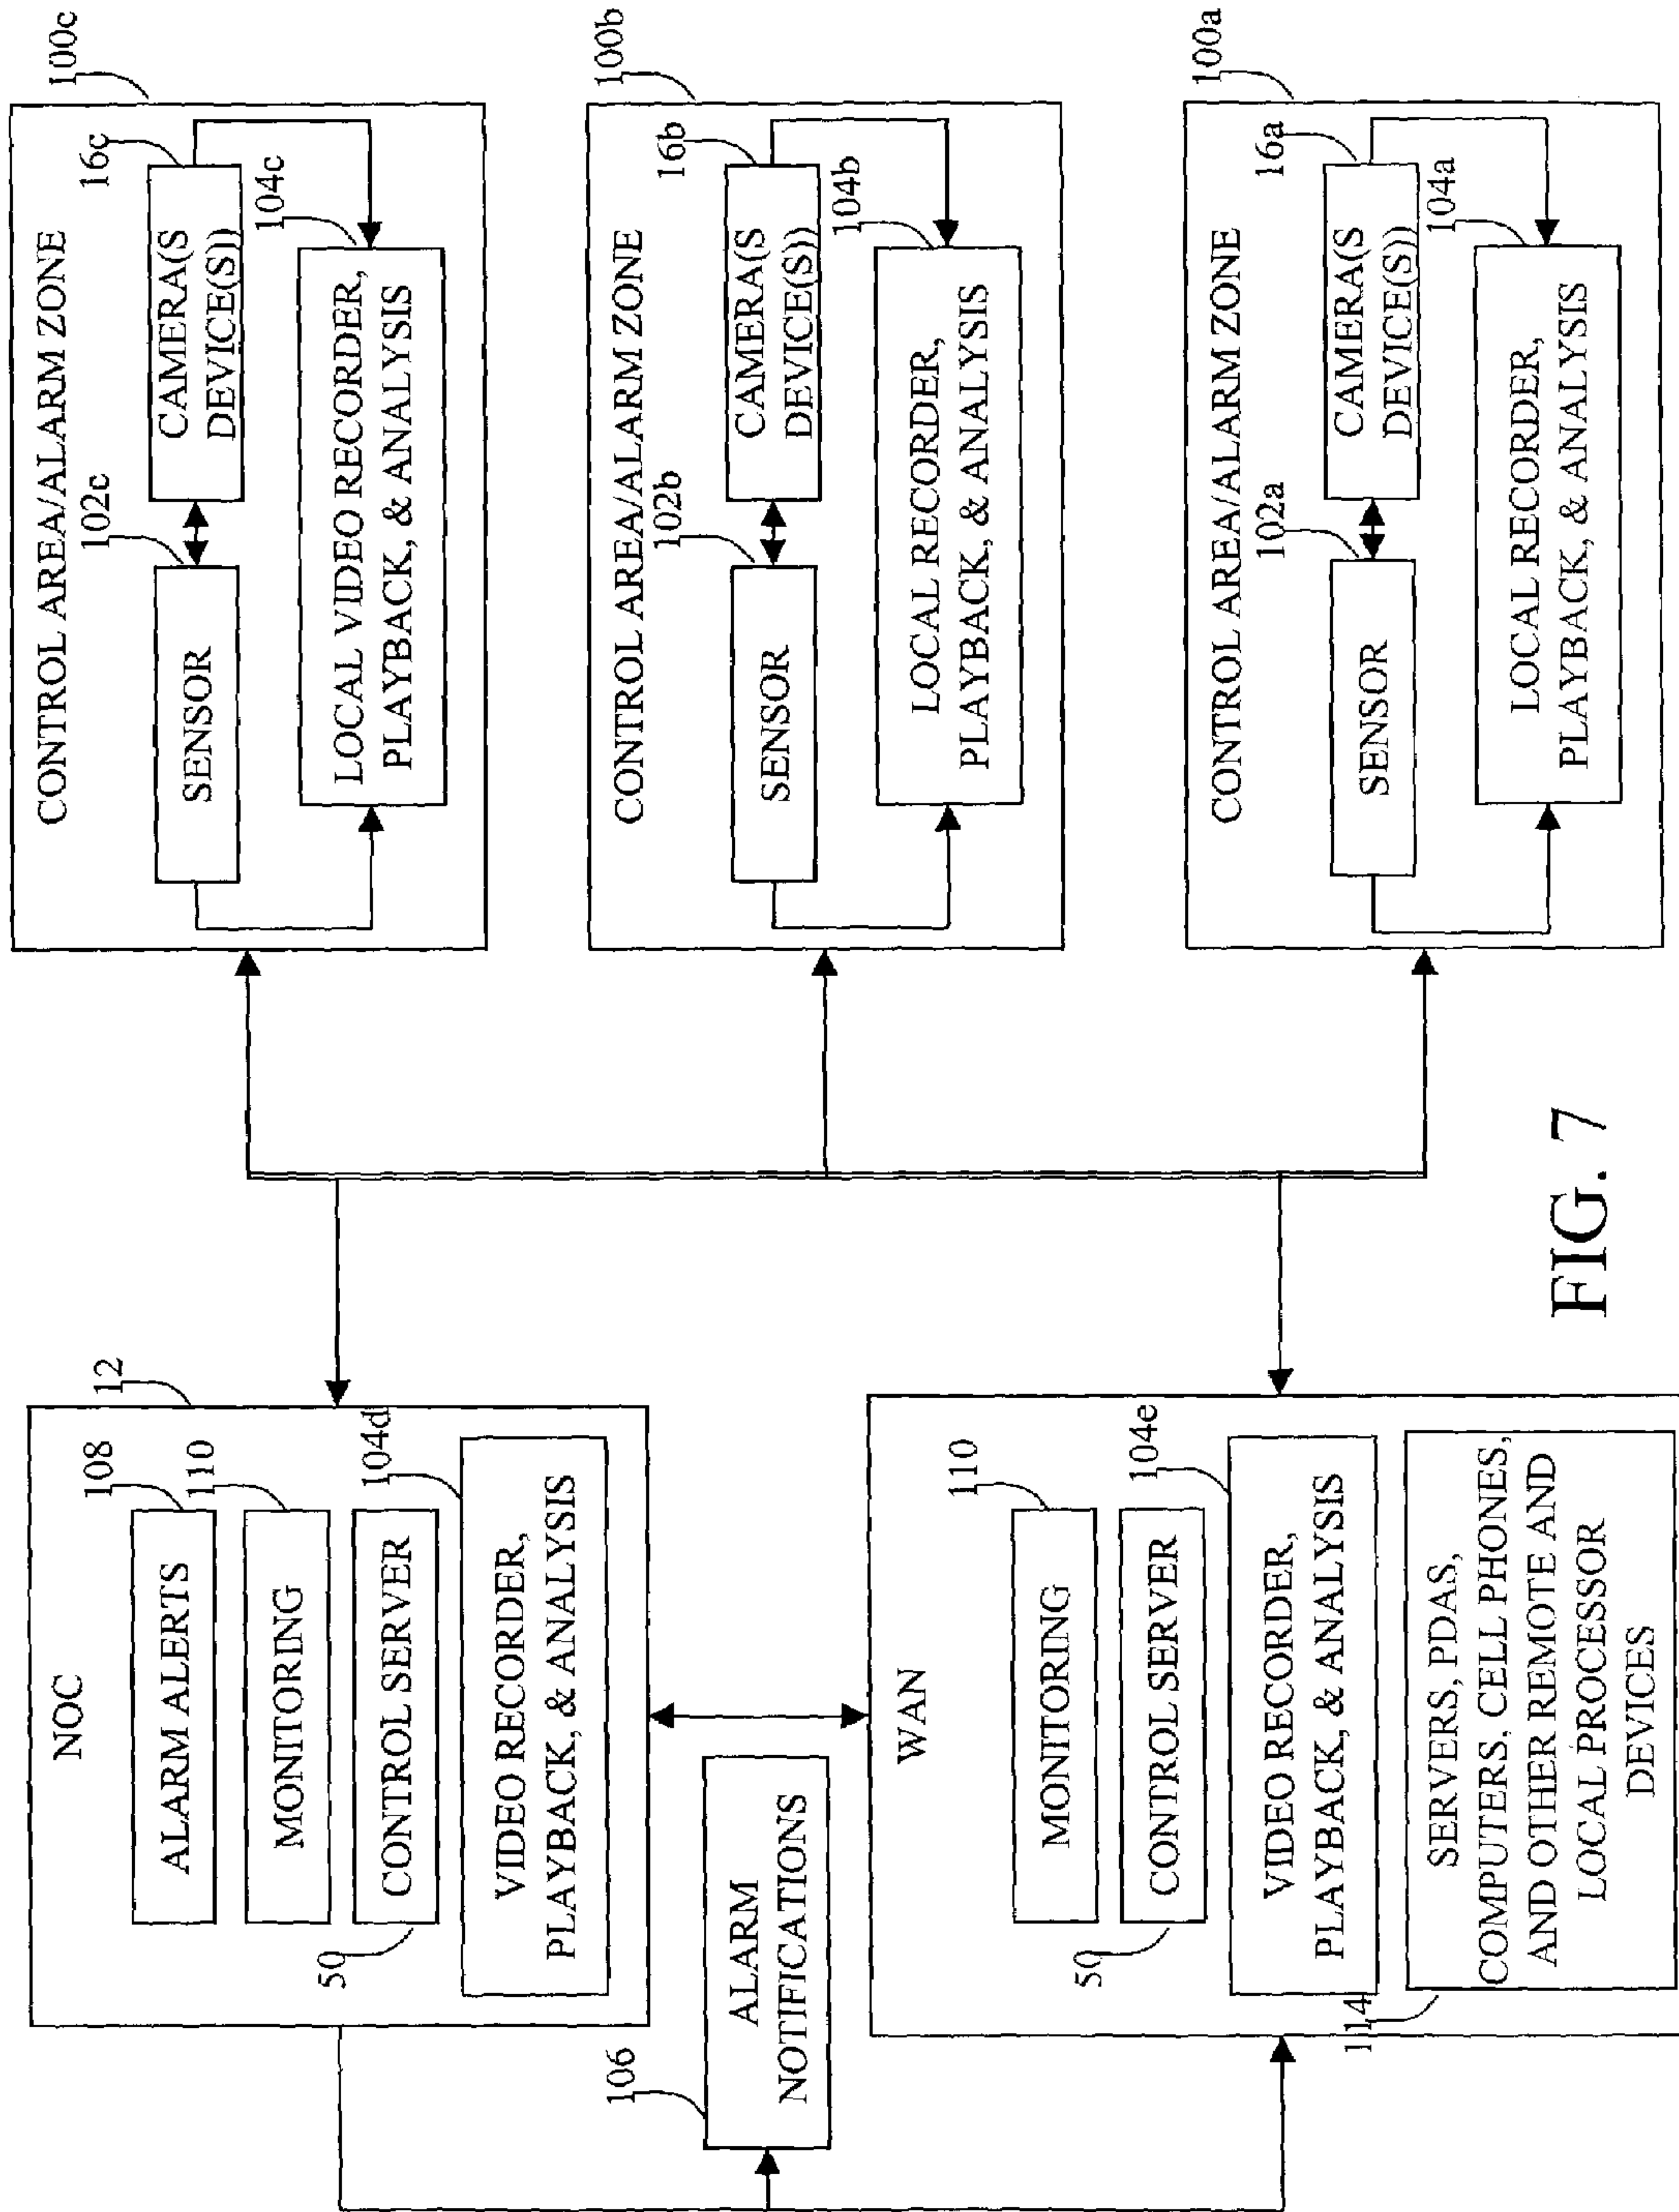 NOC
12
ALARM ALERTS
108
MONITORING
110
CONTROL SERVER
50
104d
VIDEO RECORDER,
PLAYBACK, & ANALYSIS
106
ALARM
NOTIFICATIONS
WAN
MONITORING
110
CONTROL SERVER
50
104e
VIDEO RECORDER,
PLAYBACK, & ANALYSIS
114
SERVERS, PDAS,
COMPUTERS, CELL PHONES,
AND OTHER REMOTE AND
LOCAL PROCESSOR
DEVICES
100c
CONTROL AREA/ALARM ZONE
102c
16c
SENSOR
CAMERA(S
DEVICE(S))
104c
LOCAL VIDEO RECORDER,
PLAYBACK, & ANALYSIS
100b
CONTROL AREA/ALARM ZONE
102b
16b
SENSOR
CAMERA(S
DEVICE(S))
104b
LOCAL RECORDER,
PLAYBACK, & ANALYSIS
100a
CONTROL AREA/ALARM ZONE
102a
16a
SENSOR
CAMERA(S
DEVICE(S))
104a
LOCAL RECORDER,
PLAYBACK, & ANALYSIS
FIG. 7